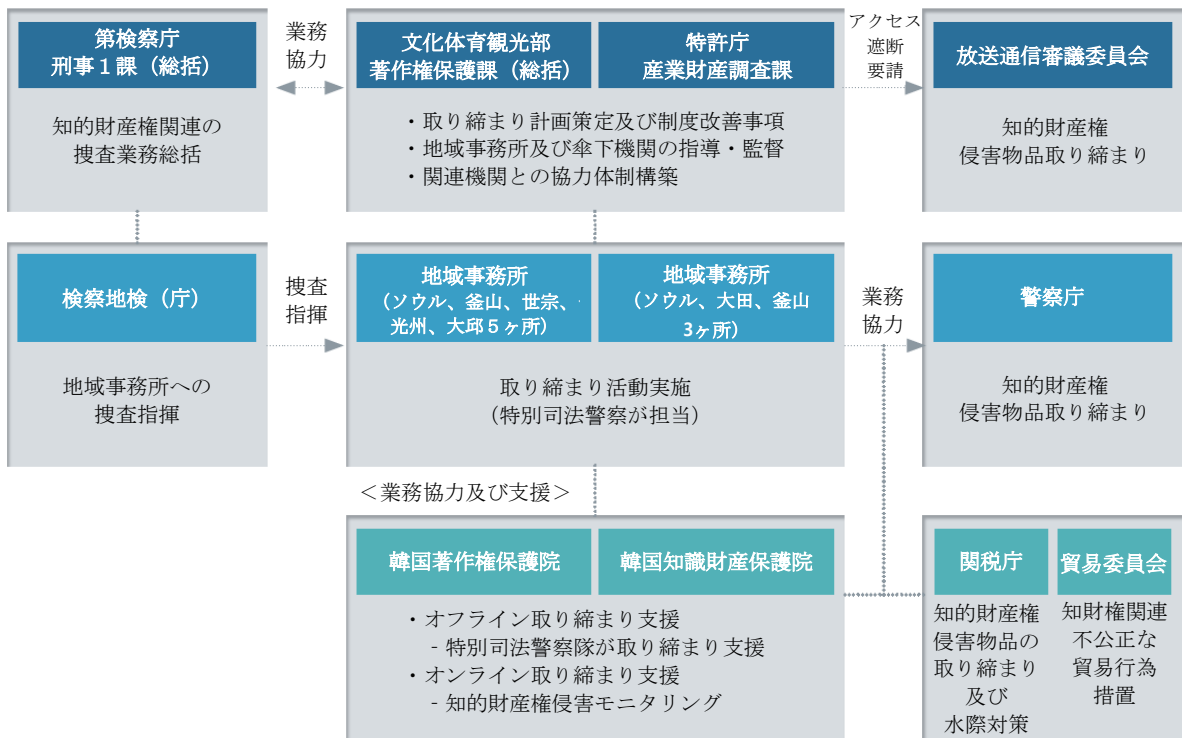 第検察庁
刑事1課（総括）
知的財産権関連の
捜査業務総括
業務
協力
文化体育観光部
著作権保護課（総括）
特許庁
産業財産調査課
・取り締まり計画策定及び制度改善事項
・地域事務所及び傘下機関の指導・監督
・関連機関との協力体制構築
アクセス
遮断
要請
放送通信審議委員会
知的財産権
侵害物品取り締まり
検察地検（庁）
地域事務所への
捜査指揮
捜査
指揮
地域事務所
（ソウル、釜山、世宗、
光州、大邱５ヶ所）
地域事務所
（ソウル、大田、釜山
3ヶ所）
取り締まり活動実施
（特別司法警察が担当）
業務
協力
警察庁
知的財産権
侵害物品取り締まり
＜業務協力及び支援＞
韓国著作権保護院
韓国知識財産保護院
・オフライン取り締まり支援
- 特別司法警察隊が取り締まり支援
・オンライン取り締まり支援
- 知的財産権侵害モニタリング
関税庁
知的財産権
侵害物品の
取り締まり
及び
水際対策
貿易委員会
知財権関連
不公正な
貿易行為
措置